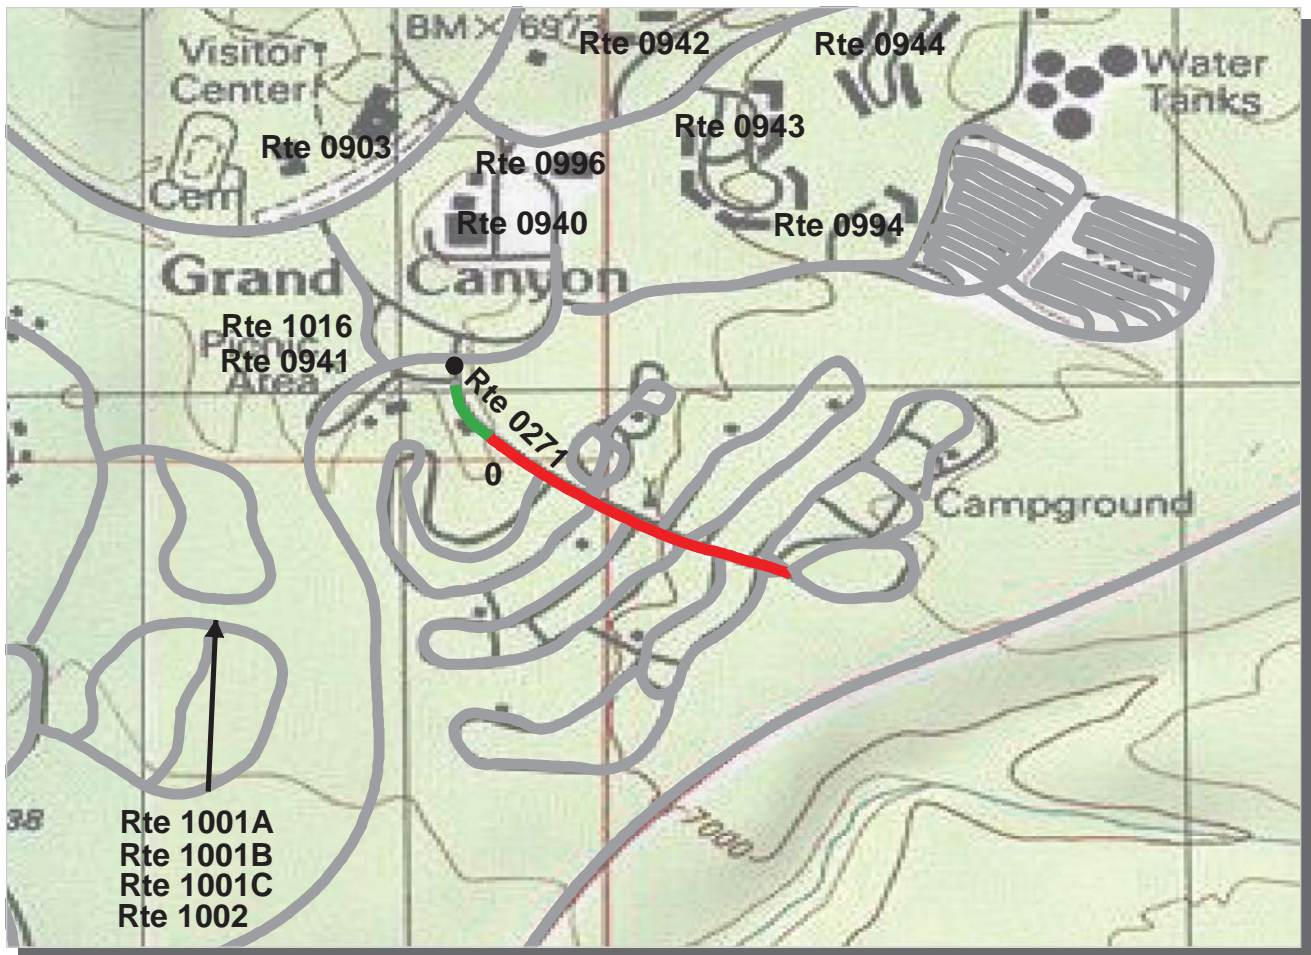 BM X 6973
Rte 0942
Rte 0944
Visitor
Center
Water
Tanks
Rte 0903
Rte 0943
Rte 0996
Cem
Rte 0940
Rte 0994
Grand Canyon
Rte 1016
Picnic
Rte 0941
Area
Rte 0271
0
Campground
7000
38
Rte 1001A
Rte 1001B
Rte 1001C
Rte 1002